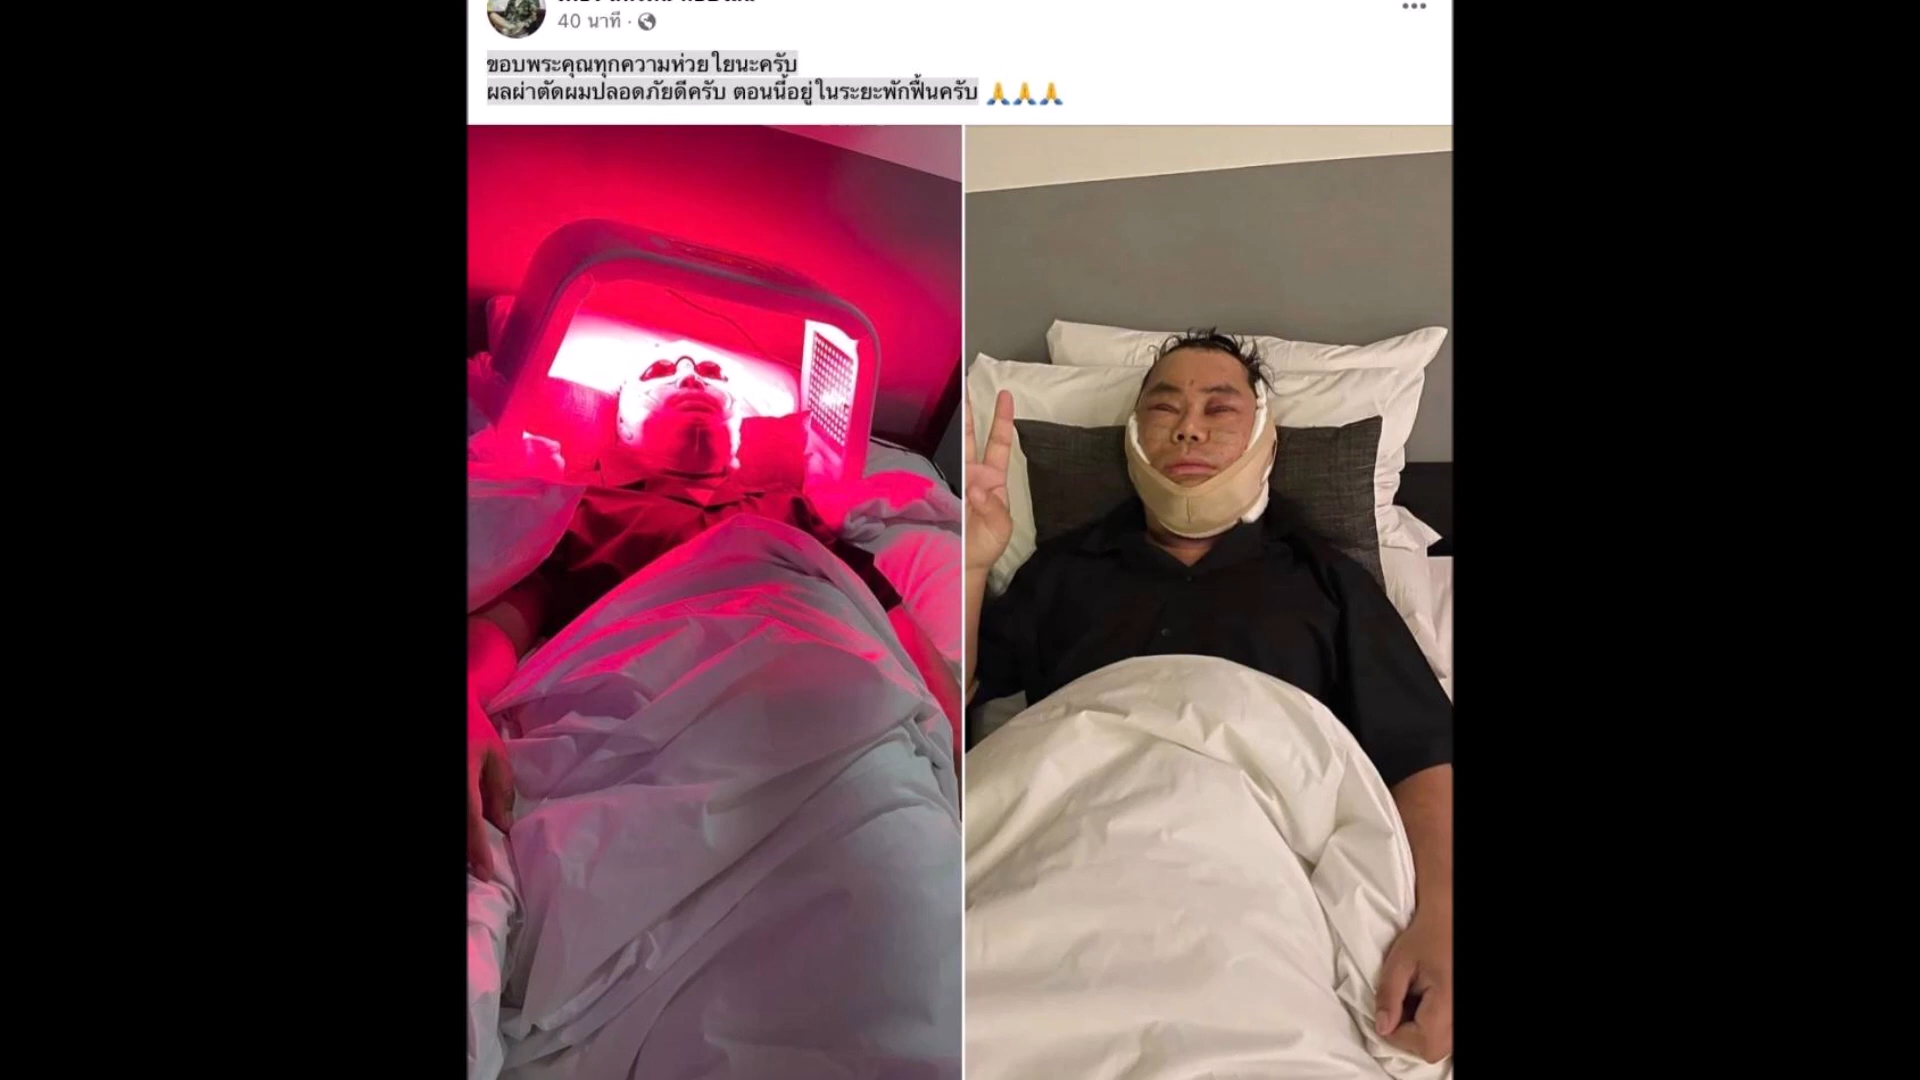 40 นาที ·
ขอบพระคุณทุกความห่วยใยนะครับ
ผลผ่าตัดผมปลอดภัยดีครับ ตอนนี้อยู่ในระยะพักฟื้นครับ 🙏🙏🙏